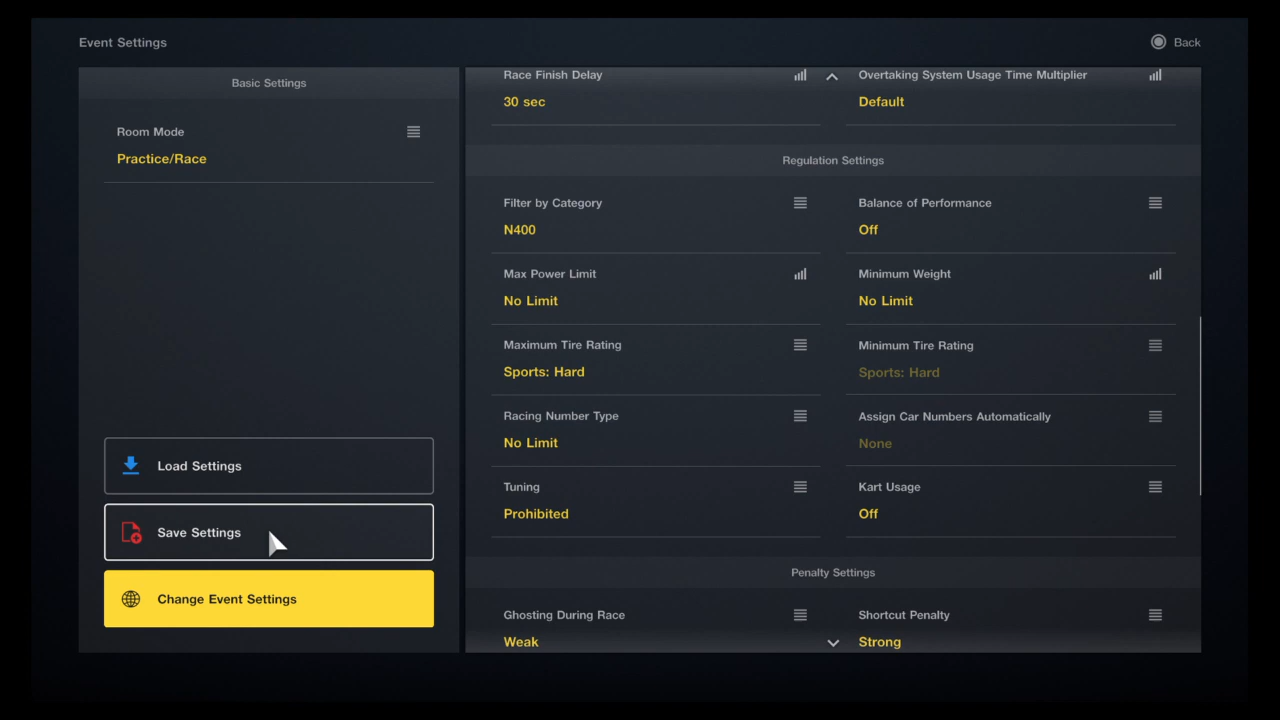 Event Settings
Back
Basic Settings
Room Mode
Practice/Race
Load Settings
Save Settings
Change Event Settings
Race Finish Delay
30 sec
Overtaking System Usage Time Multiplier
Default
Regulation Settings
Filter by Category
N400
Balance of Performance
Off
Max Power Limit
No Limit
Minimum Weight
No Limit
Maximum Tire Rating
Sports: Hard
Minimum Tire Rating
Sports: Hard
Racing Number Type
No Limit
Assign Car Numbers Automatically
None
Tuning
Prohibited
Kart Usage
Off
Penalty Settings
Ghosting During Race
Weak
Shortcut Penalty
Strong